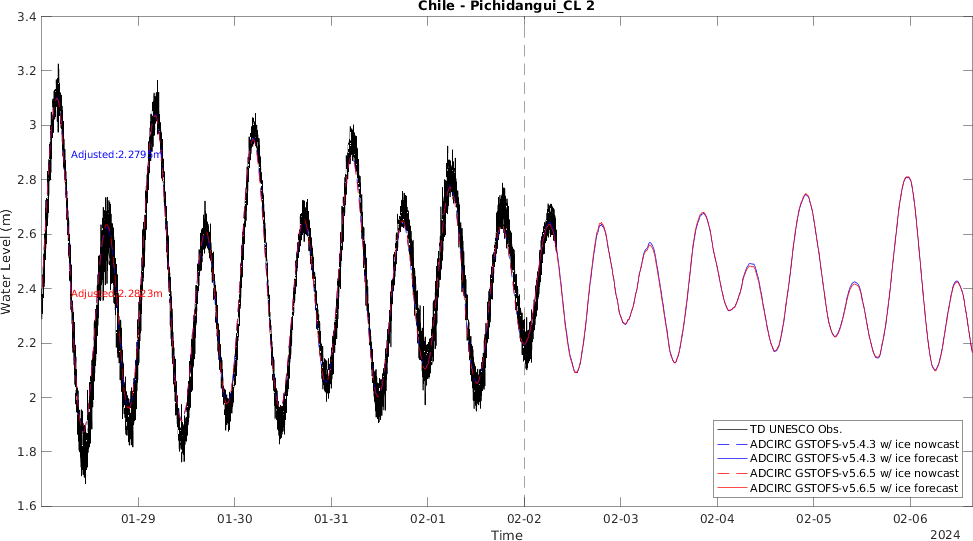 Chile - Pichidangui_CL 2
3.4
3.2
3
2.8
2.6
2.4
2.2
2
1.8
1.6
Water Level (m)
Adjusted:2.279 m
Adjusted:2.2823m
TD UNESCO Obs.
ADCIRC GSTOFS-v5.4.3 w/ ice nowcast
ADCIRC GSTOFS-v5.4.3 w/ ice forecast
ADCIRC GSTOFS-v5.6.5 w/ ice nowcast
ADCIRC GSTOFS-v5.6.5 w/ ice forecast
01-29
01-30
01-31
02-01
02-02
02-03
02-04
02-05
02-06
Time
2024